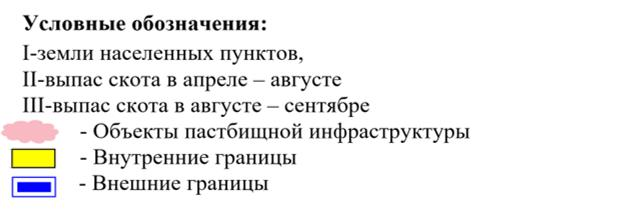 Условные обозначения:
I-земли населенных пунктов,
II-выпас скота в апреле – августе
III-выпас скота в августе – сентябре
- Объекты пастбищной инфраструктуры
- Внутренние границы
- Внешние границы